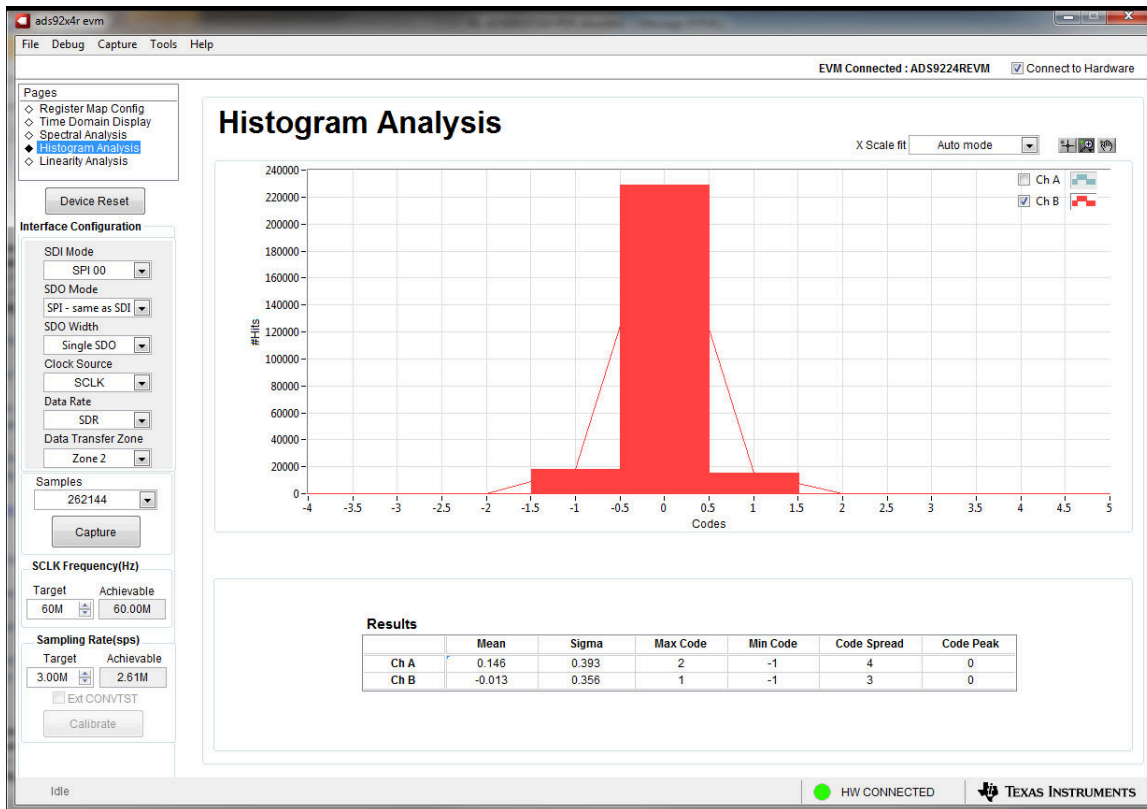 ads92x4r evm
File Debug Capture Tools Help
EVM Connected : ADS9224REVM Connect to Hardware
Pages
Register Map Config
Time Domain Display
Spectral Analysis
Histogram Analysis
Linearity Analysis
Device Reset
Interface Configuration
SDI Mode
SPI 00
SDO Mode
SPI - same as SDI
SDO Width
Single SDO
Clock Source
SCLK
Data Rate
SDR
Data Transfer Zone
Zone 2
Samples
262144
Capture
SCLK Frequency(Hz)
Target Achievable
60M 60.00M
Sampling Rate(sps)
Target Achievable
3.00M 2.61M
Ext CONVTST
Calibrate
Histogram Analysis
X Scale fit Auto mode
Ch A
Ch B
240000
220000
200000
180000
160000
140000
120000
100000
80000
60000
40000
20000
0
#Hits
-4 -3.5 -3 -2.5 -2 -1.5 -1 -0.5 0 0.5 1 1.5 2 2.5 3 3.5 4 4.5 5
Codes
Results
Mean Sigma Max Code Min Code Code Spread Code Peak
Ch A 0.146 0.393 2 -1 4 0
Ch B -0.013 0.356 1 -1 3 0
Idle HW CONNECTED TEXAS INSTRUMENTS